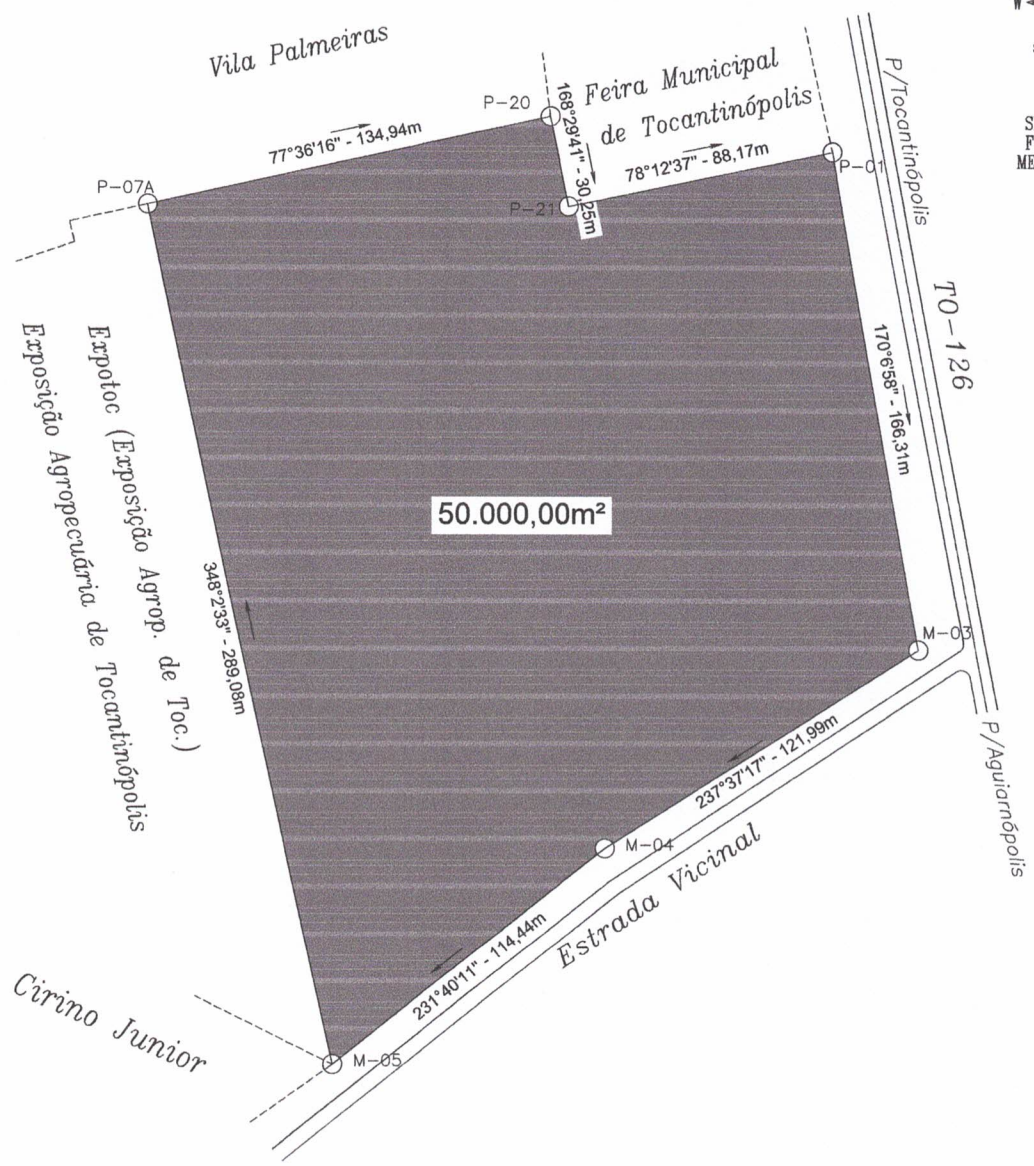 W
Vila Palmeiras
Feira Municipal
de Tocantinópolis
P-20
168°29'41" - 30,25m
77°36'16" - 134,94m
78°12'37" - 88,17m
P-01
P-07A
P-21
P/Tocantinópolis
TO-126
170°6'58" - 166,31m
Expotoc (Exposição Agrop. de Toc.)
Exposição Agropecuária de Tocantinópolis
50.000,00m²
348°2'33" - 289,08m
M-03
237°37'17" - 121,99m
P/Aguiarnópolis
M-04
Estrada Vicinal
231°40'11" - 114,44m
Cirino Junior
M-05